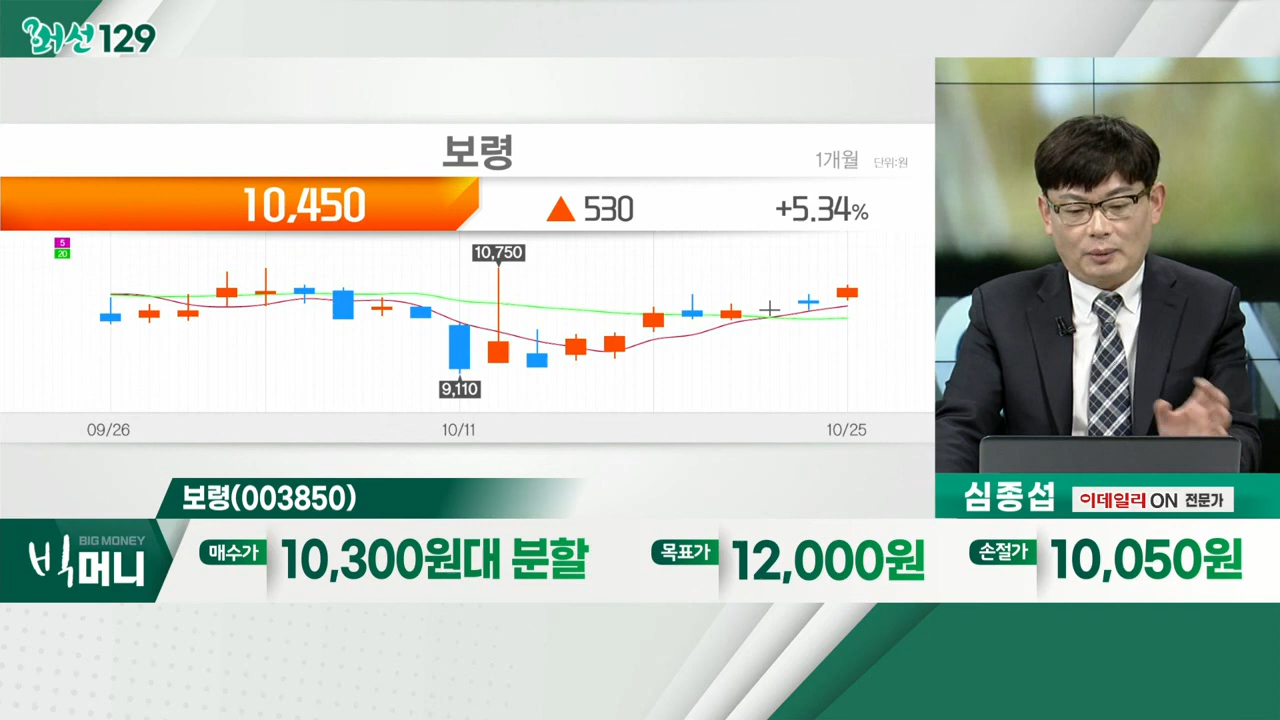 확선129
보령
1개월 단위:원
10,450 ▲ 530 +5.34%
5
20
10,750
9,110
09/26 10/11 10/25
보령(003850)
심종섭 이데일리ON 전문가
BIG MONEY
빅머니
매수가 10,300원대 분할 목표가 12,000원 손절가 10,050원